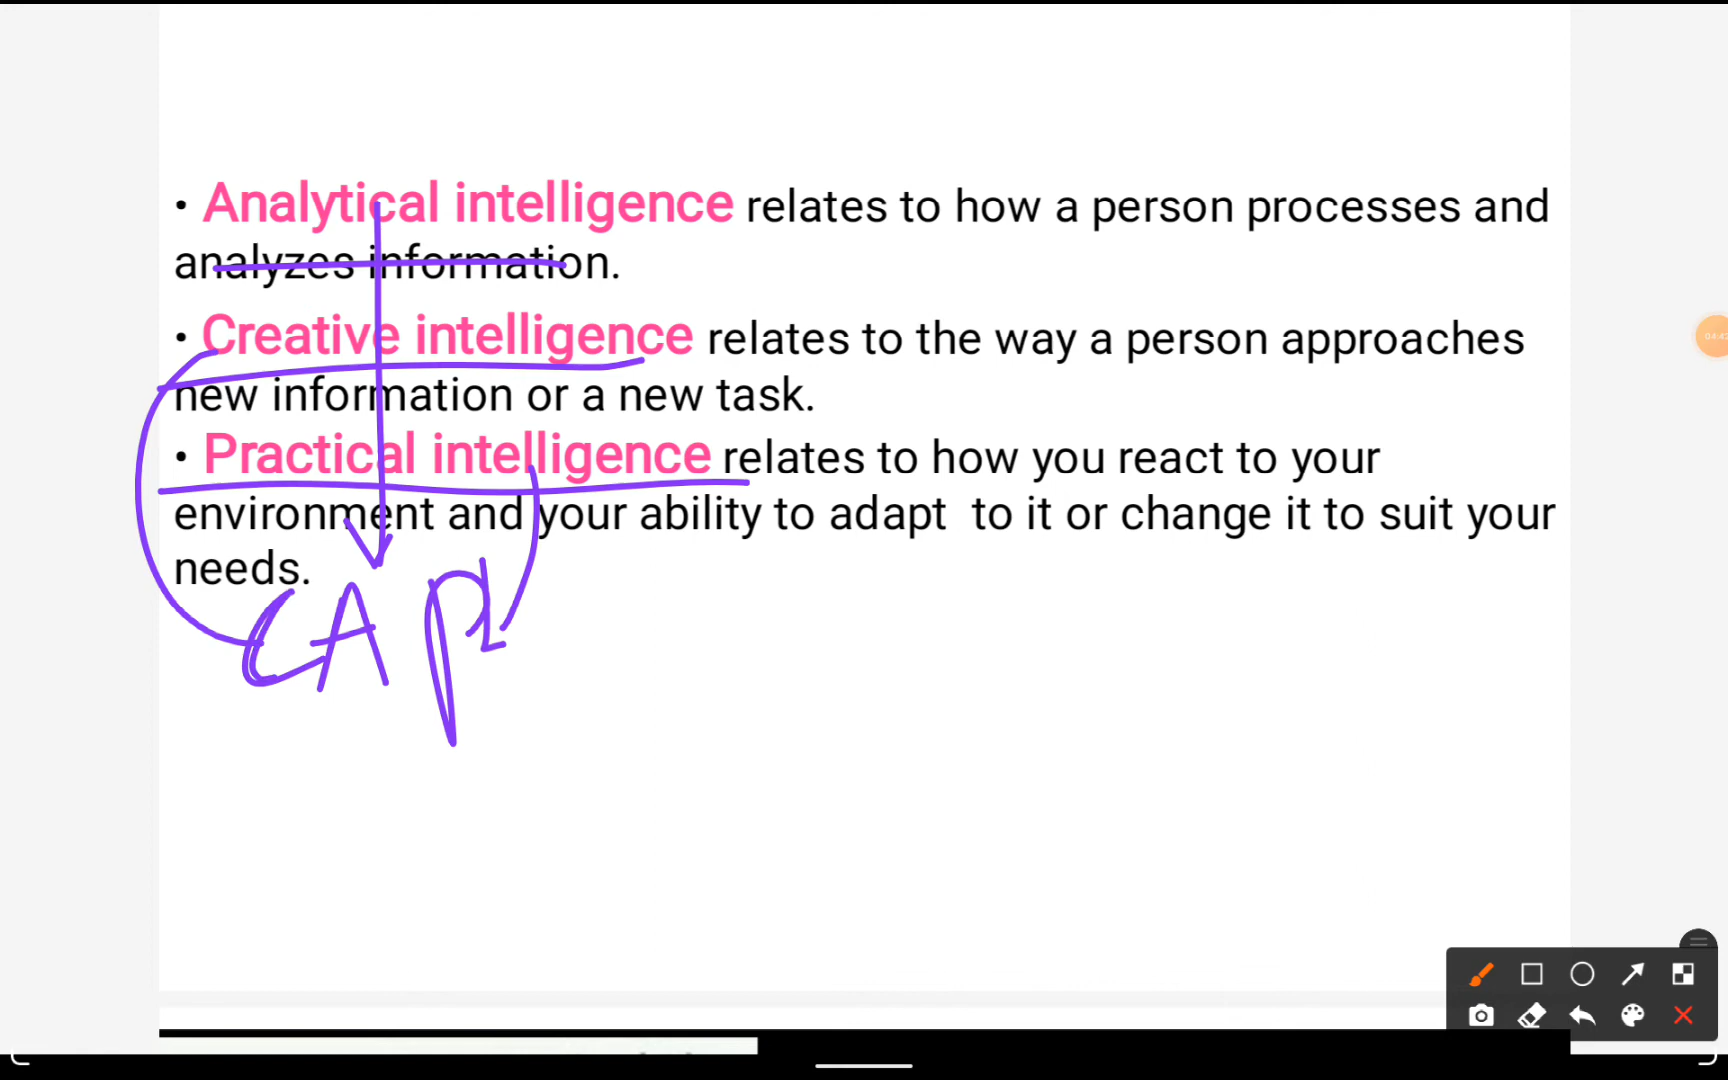 • Analytical intelligence relates to how a person processes and
analyzes information.
• Creative intelligence relates to the way a person approaches
new information or a new task.
• Practical intelligence relates to how you react to your
environment and your ability to adapt to it or change it to suit your
needs.
CAP